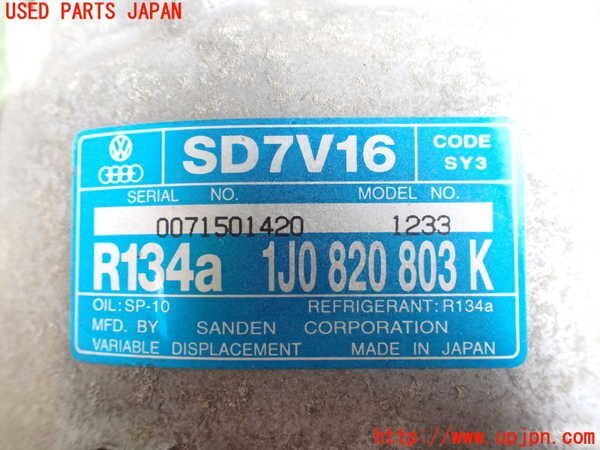 USED PARTS JAPAN
SD7V16
CODE
SY3
SERIAL NO. MODEL NO.
0071501420 1233
R134a 1J0 820 803 K
OIL:SP-10 REFRIGERANT:R134a
MFD. BY SANDEN CORPORATION
VARIABLE DISPLACEMENT MADE IN JAPAN
http://www.upjpn.com/